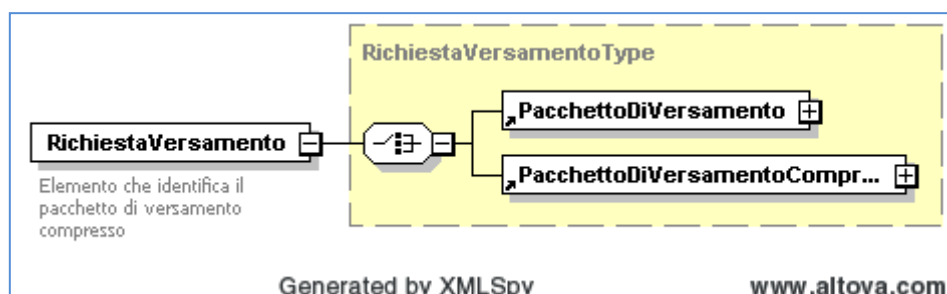 RichiestaVersamentoType
PacchettoDiVersamento
RichiestaVersamento
PacchettoDiVersamentoCompr...
Elemento che identifica il
pacchetto di versamento
compresso
Generated by XMLSpy
www.altova.com